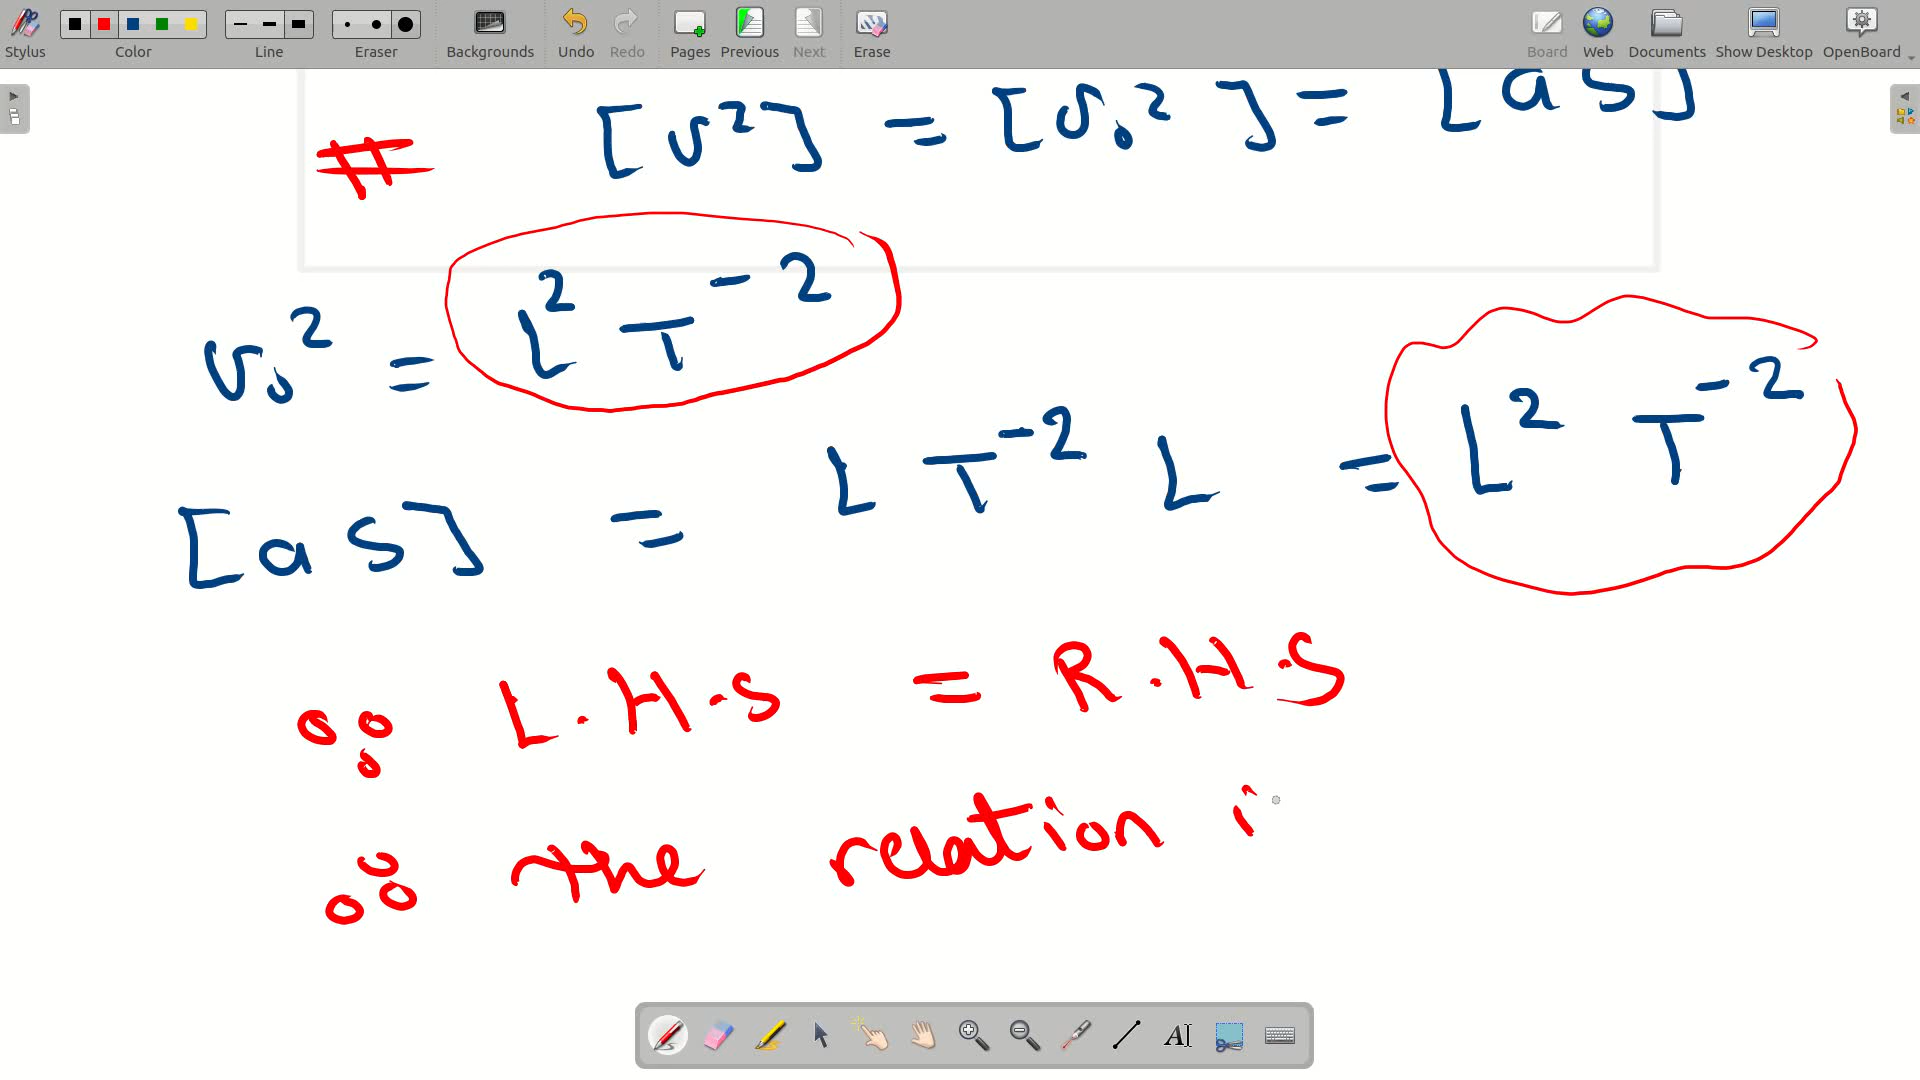 Stylus Color Line Eraser Backgrounds Undo Redo Pages Previous Next Erase Board Web Documents Show Desktop OpenBoard
# [v²] = [v₀²] = [as]
v₀² = L² T⁻²
[as] = L T⁻² L = L² T⁻²
∵ L.H.S = R.H.S
∴ the relation i